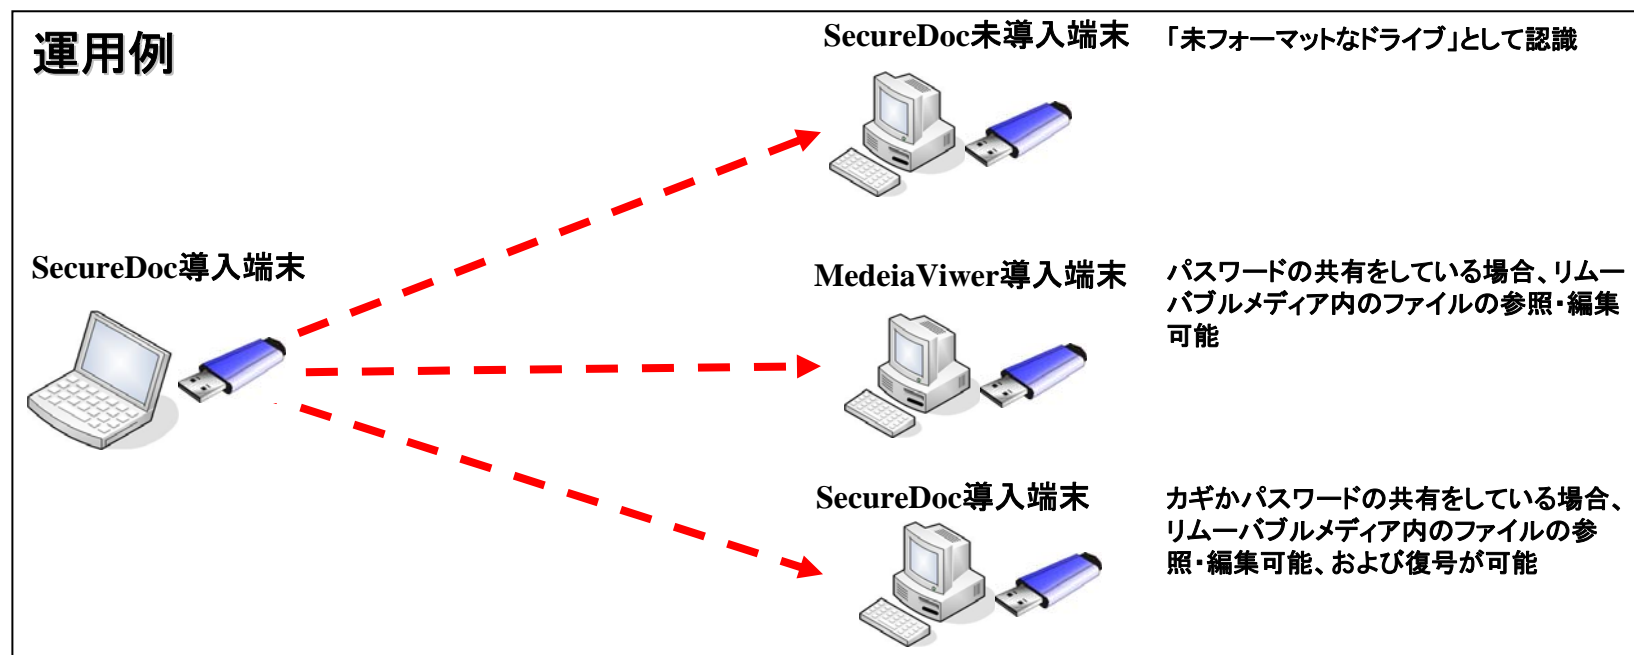 運用例
SecureDoc未導入端末
「未フォーマットなドライブ」として認識
SecureDoc導入端末
MedeiaViwer導入端末
パスワードの共有をしている場合、リムー
バブルメディア内のファイルの参照・編集
可能
SecureDoc導入端末
カギかパスワードの共有をしている場合、
リムーバブルメディア内のファイルの参
照・編集可能、および復号が可能